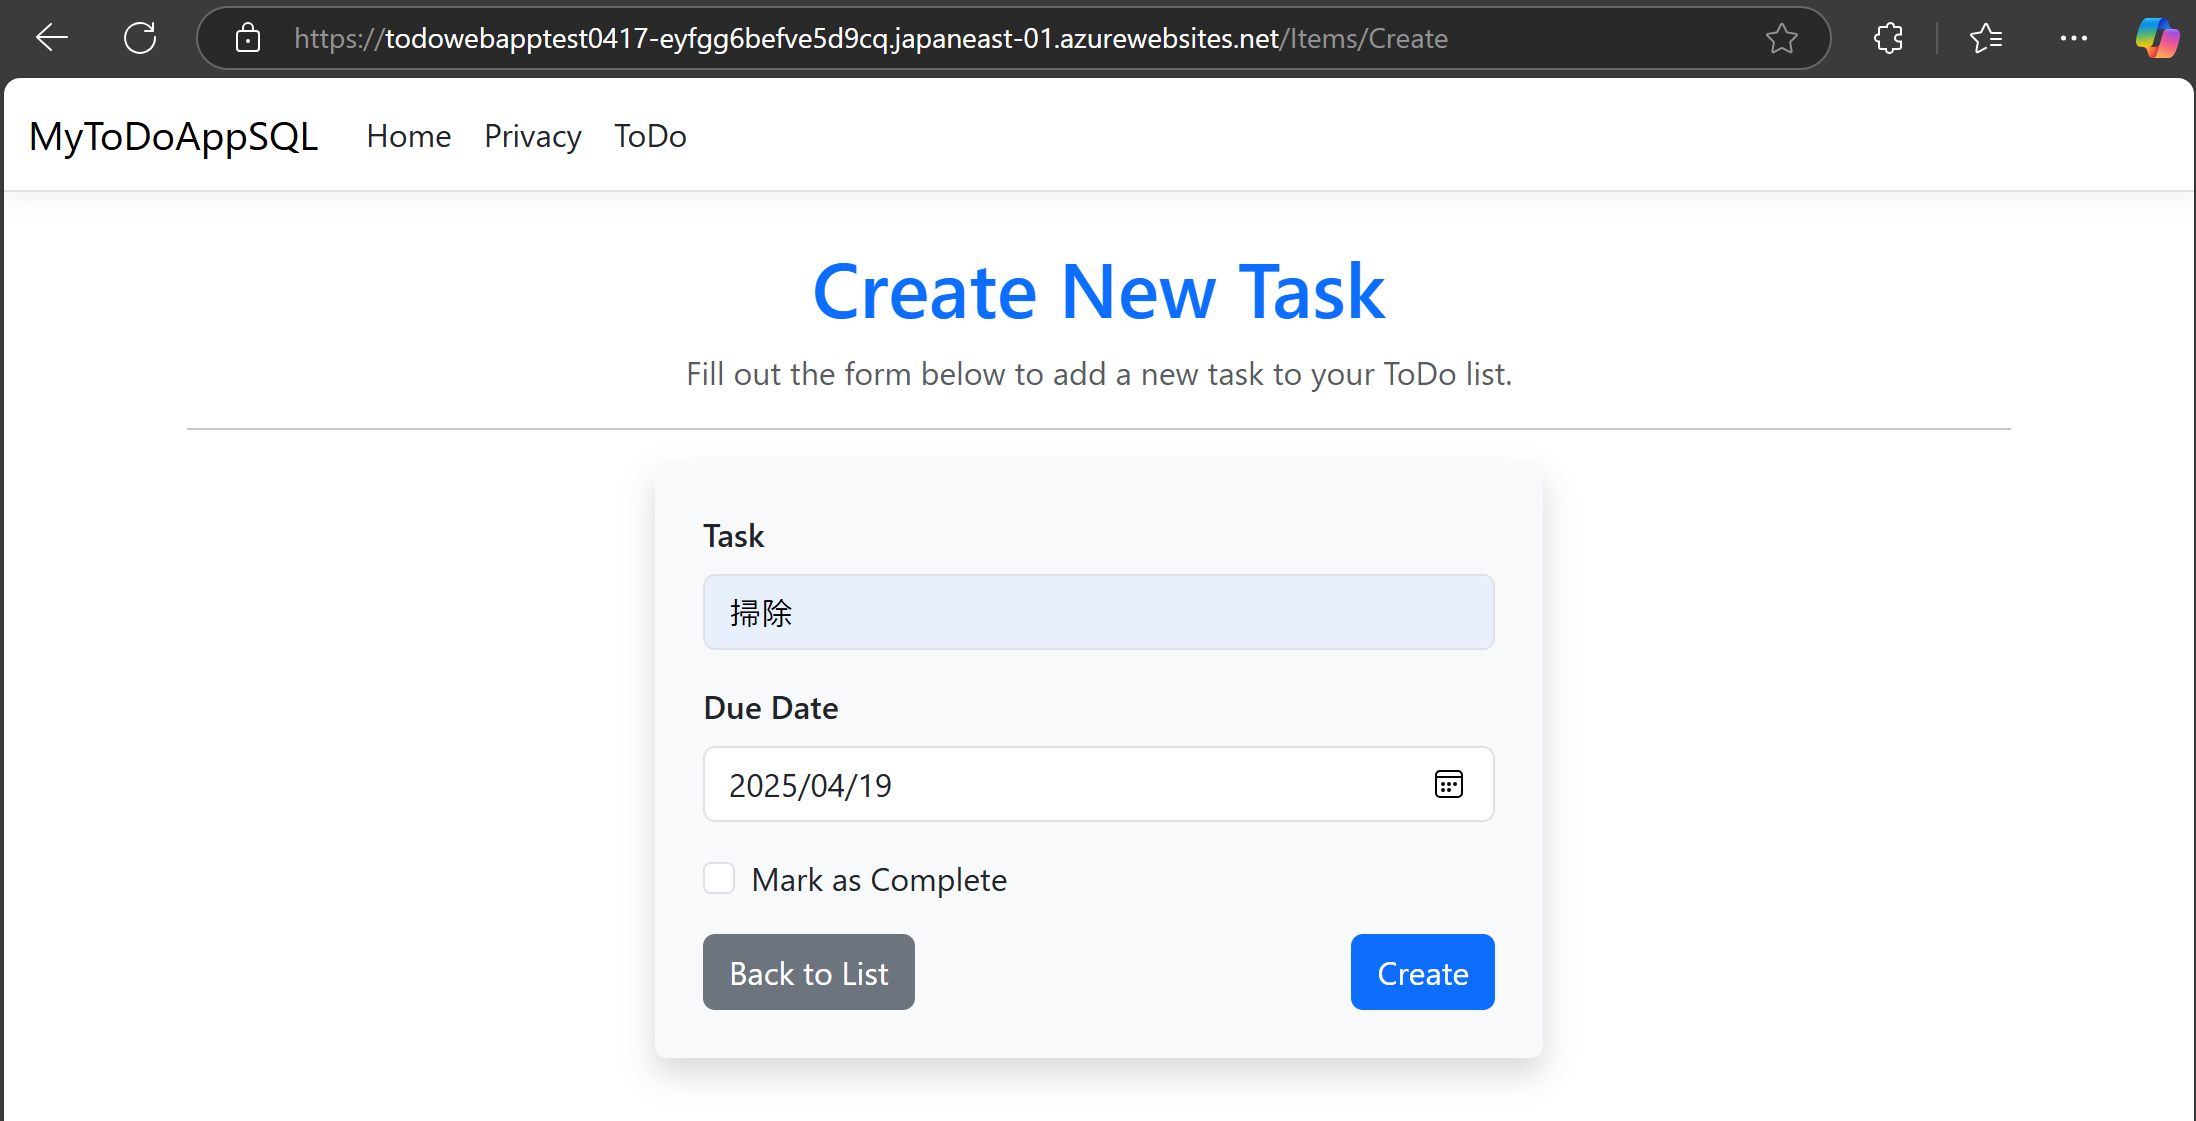 https://todowebapptest0417-eyfgg6befve5d9cq.japaneast-01.azurewebsites.net/Items/Create
MyToDoAppSQL Home Privacy ToDo
Create New Task
Fill out the form below to add a new task to your ToDo list.
Task
掃除
Due Date
2025/04/19
Mark as Complete
Back to List Create